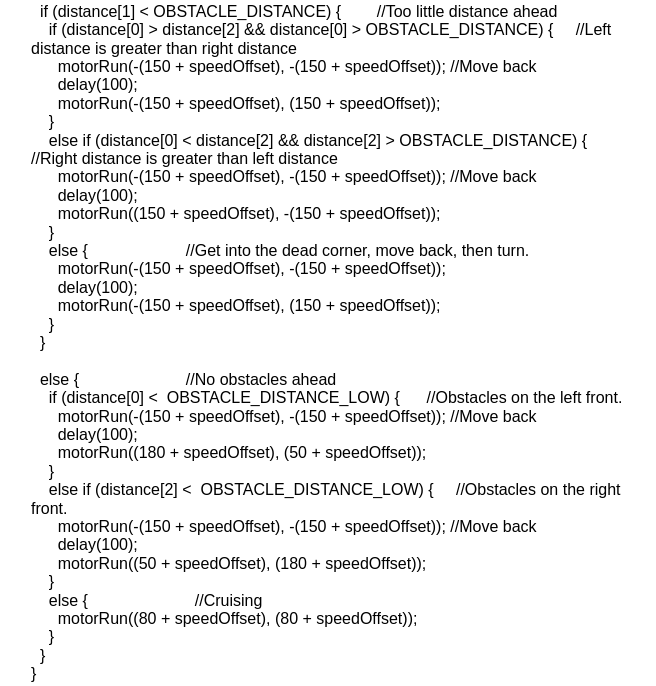 if (distance[1] < OBSTACLE_DISTANCE) {        //Too little distance ahead
if (distance[0] > distance[2] && distance[0] > OBSTACLE_DISTANCE) {     //Left
distance is greater than right distance
motorRun(-(150 + speedOffset), -(150 + speedOffset)); //Move back
delay(100);
motorRun(-(150 + speedOffset), (150 + speedOffset));
}
else if (distance[0] < distance[2] && distance[2] > OBSTACLE_DISTANCE) {
//Right distance is greater than left distance
motorRun(-(150 + speedOffset), -(150 + speedOffset)); //Move back
delay(100);
motorRun((150 + speedOffset), -(150 + speedOffset));
}
else {                      //Get into the dead corner, move back, then turn.
motorRun(-(150 + speedOffset), -(150 + speedOffset));
delay(100);
motorRun(-(150 + speedOffset), (150 + speedOffset));
}
}
else {                        //No obstacles ahead
if (distance[0] <  OBSTACLE_DISTANCE_LOW) {      //Obstacles on the left front.
motorRun(-(150 + speedOffset), -(150 + speedOffset)); //Move back
delay(100);
motorRun((180 + speedOffset), (50 + speedOffset));
}
else if (distance[2] <  OBSTACLE_DISTANCE_LOW) {     //Obstacles on the right
front.
motorRun(-(150 + speedOffset), -(150 + speedOffset)); //Move back
delay(100);
motorRun((50 + speedOffset), (180 + speedOffset));
}
else {                        //Cruising
motorRun((80 + speedOffset), (80 + speedOffset));
}
}
}